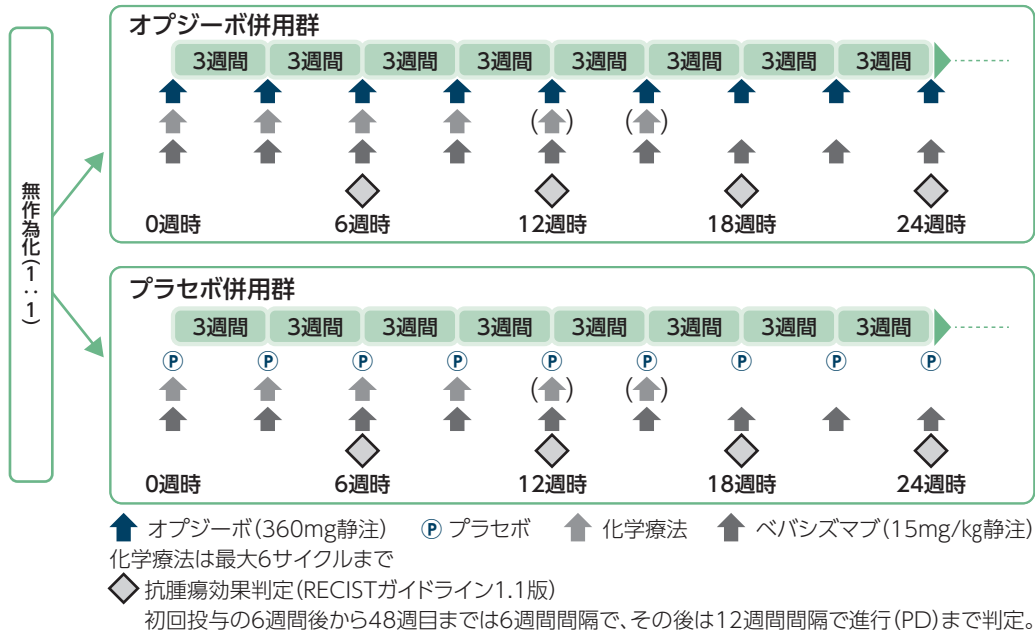 無作為化(1:1)
オプジーボ併用群
3週間 3週間 3週間 3週間 3週間 3週間 3週間 3週間
( ) ( )
0週時 6週時 12週時 18週時 24週時
プラセボ併用群
3週間 3週間 3週間 3週間 3週間 3週間 3週間 3週間
Ⓟ Ⓟ Ⓟ Ⓟ Ⓟ Ⓟ Ⓟ Ⓟ Ⓟ
( ) ( )
0週時 6週時 12週時 18週時 24週時
オプジーボ(360mg静注) Ⓟ プラセボ 化学療法 ベバシズマブ(15mg/kg静注)
化学療法は最大6サイクルまで
抗腫瘍効果判定(RECISTガイドライン1.1版)
初回投与の6週間後から48週目までは6週間間隔で、その後は12週間間隔で進行(PD)まで判定。